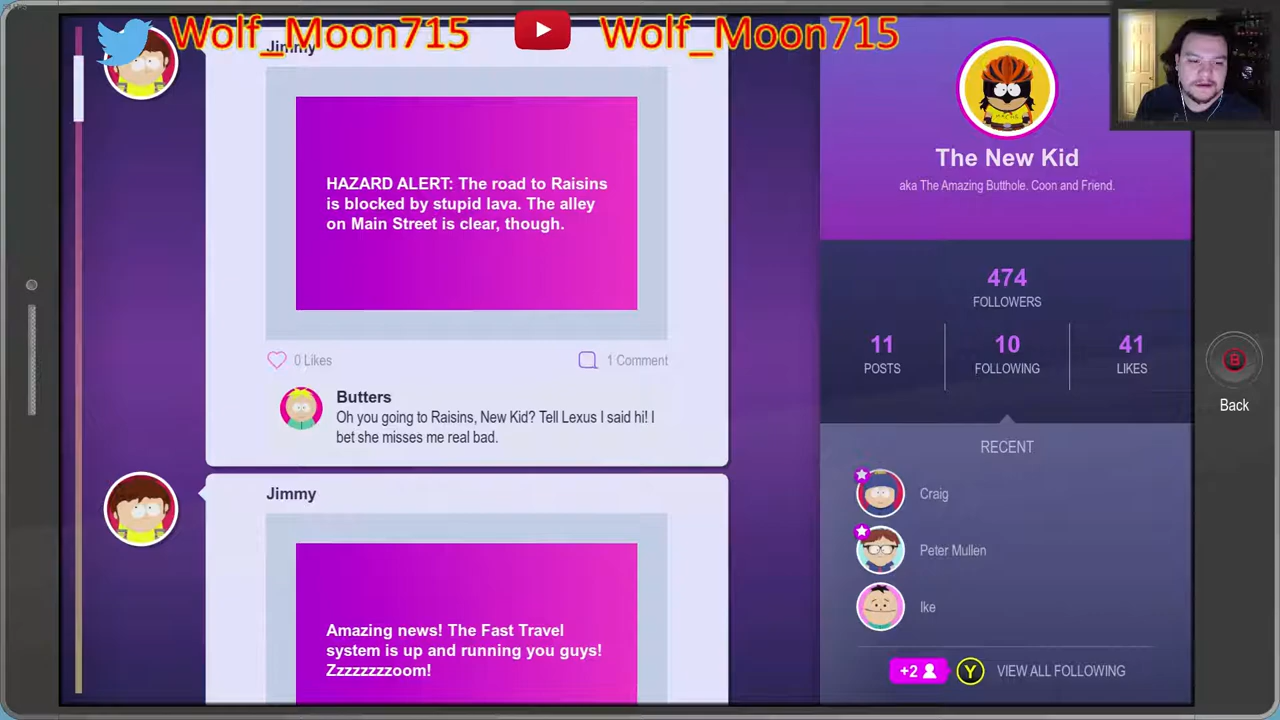 Wolf_Moon715
Wolf_Moon715
Jimmy
HAZARD ALERT: The road to Raisins
is blocked by stupid lava. The alley
on Main Street is clear, though.
0 Likes
1 Comment
Butters
Oh you going to Raisins, New Kid? Tell Lexus I said hi! I
bet she misses me real bad.
Jimmy
Amazing news! The Fast Travel
system is up and running you guys!
Zzzzzzzzoom!
The New Kid
aka The Amazing Butthole. Coon and Friend.
474
FOLLOWERS
11
POSTS
10
FOLLOWING
41
LIKES
RECENT
Craig
Peter Mullen
Ike
+2
Y
VIEW ALL FOLLOWING
B
Back